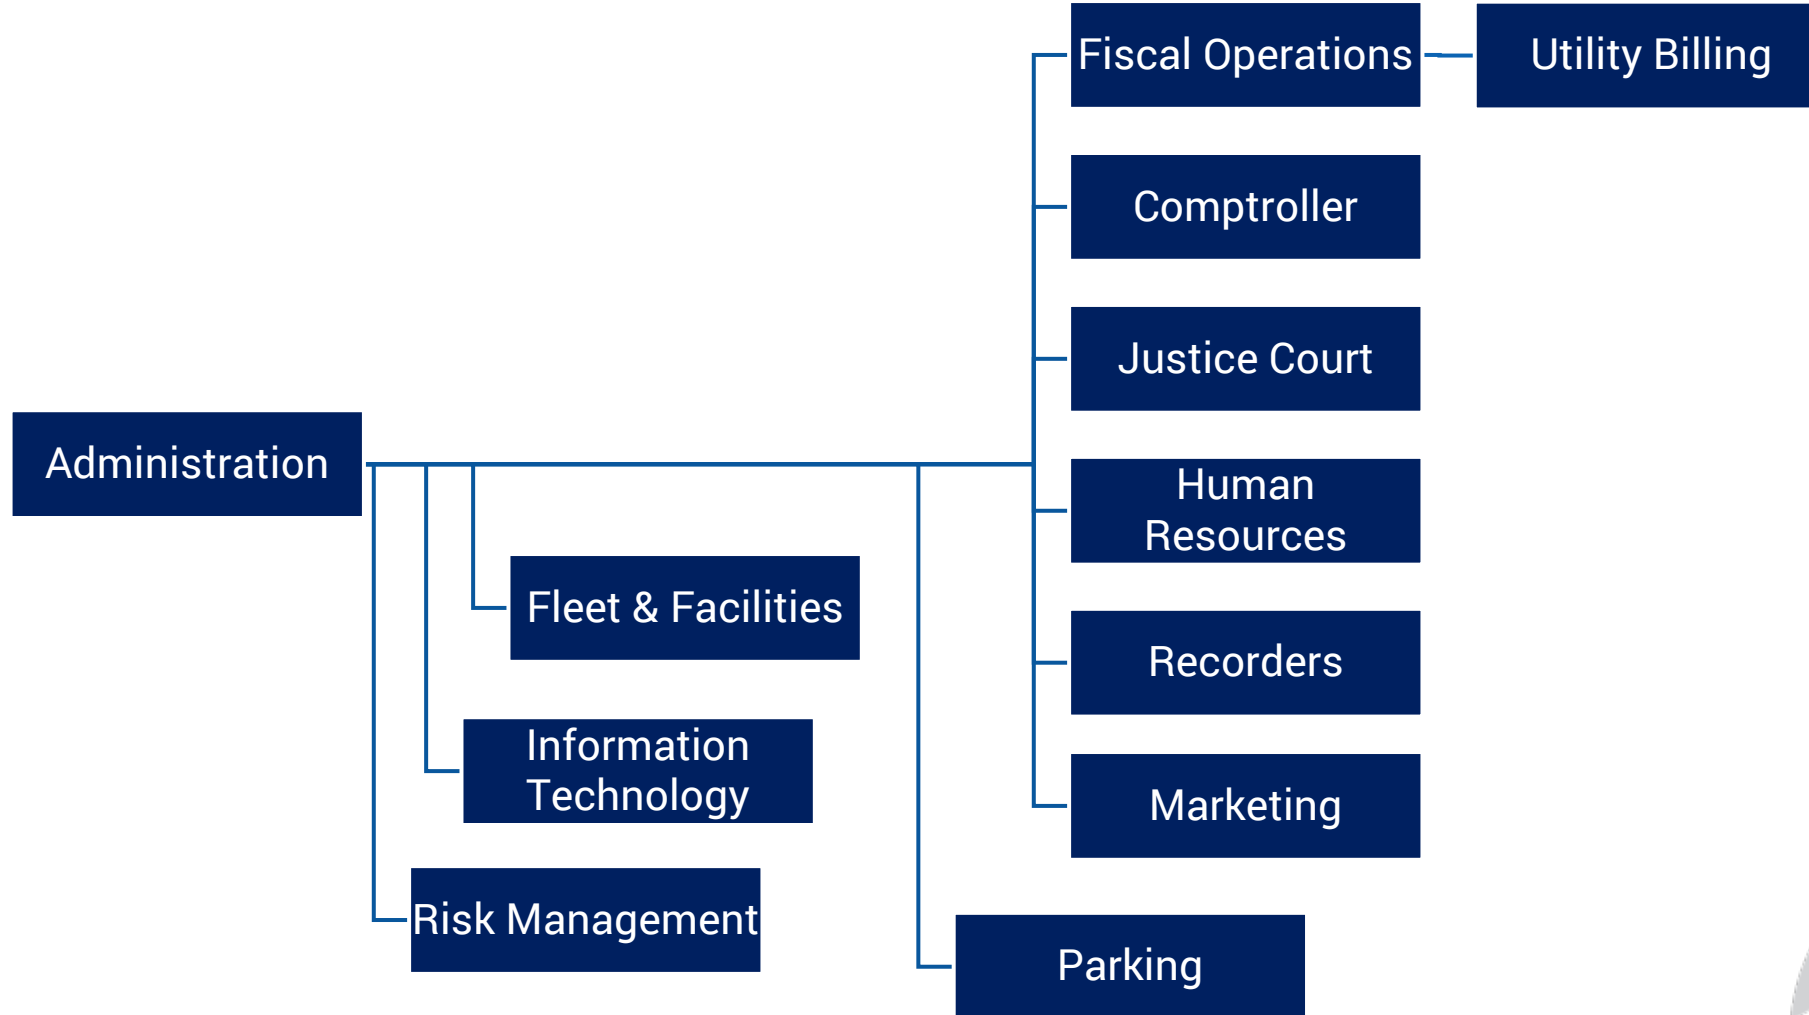 Fiscal Operations
Utility Billing
Comptroller
Justice Court
Administration
Human
Resources
Fleet & Facilities
Recorders
Information
Technology
Marketing
Risk Management
Parking